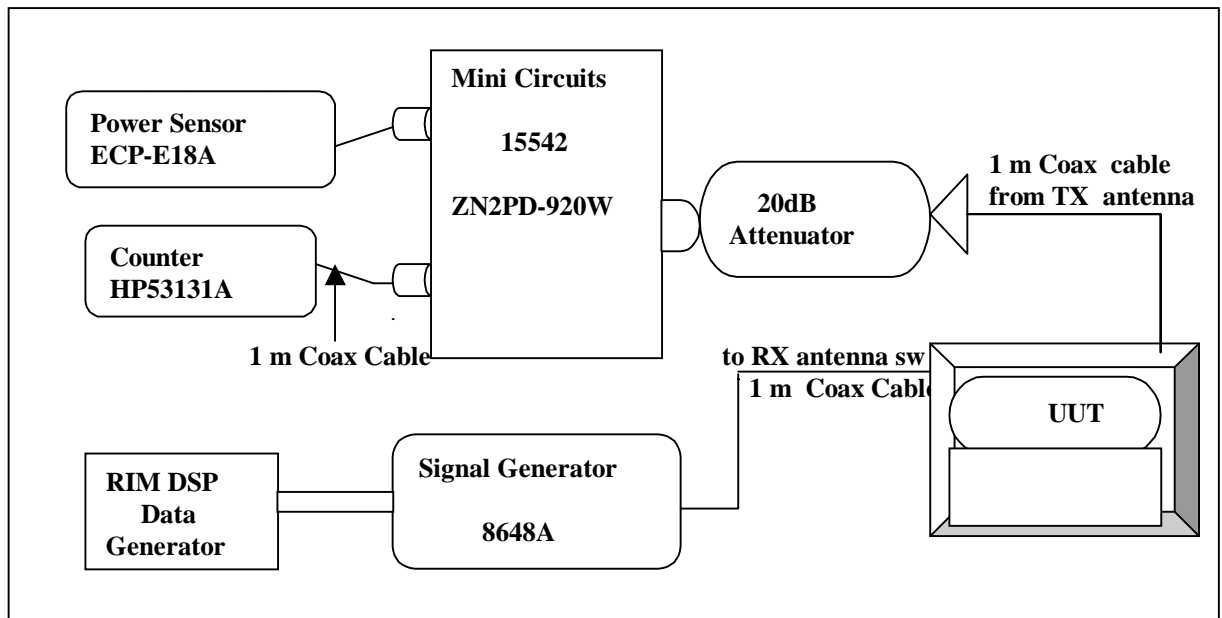 Mini Circuits
15542
ZN2PD-920W
Power Sensor
ECP-E18A
Counter
HP53131A
1 m Coax Cable
20dB
Attenuator
1 m Coax cable
from TX antenna
to RX antenna sw
1 m Coax Cable
UUT
RIM DSP
Data
Generator
Signal Generator
8648A